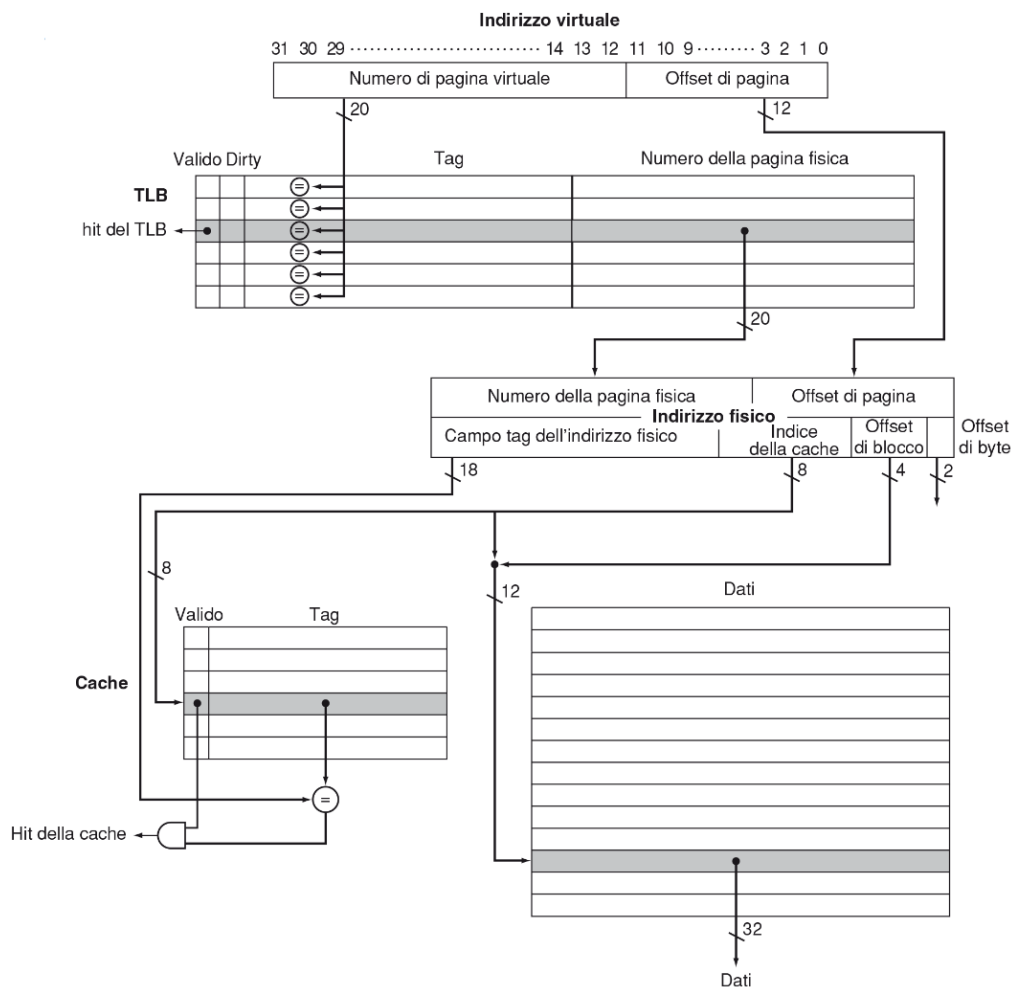 Indirizzo virtuale
31 30 29 ................................ 14 13 12 11 10 9 ......... 3 2 1 0
Numero di pagina virtuale Offset di pagina
20 12
Valido Dirty Tag Numero della pagina fisica
TLB
=
=
hit del TLB =
=
=
=
20
Numero della pagina fisica Offset di pagina
Indirizzo fisico
Campo tag dell'indirizzo fisico Indice della cache Offset di blocco Offset di byte
18 8 4 2
8 12
Dati
Valido Tag
Cache
=
Hit della cache
32
Dati